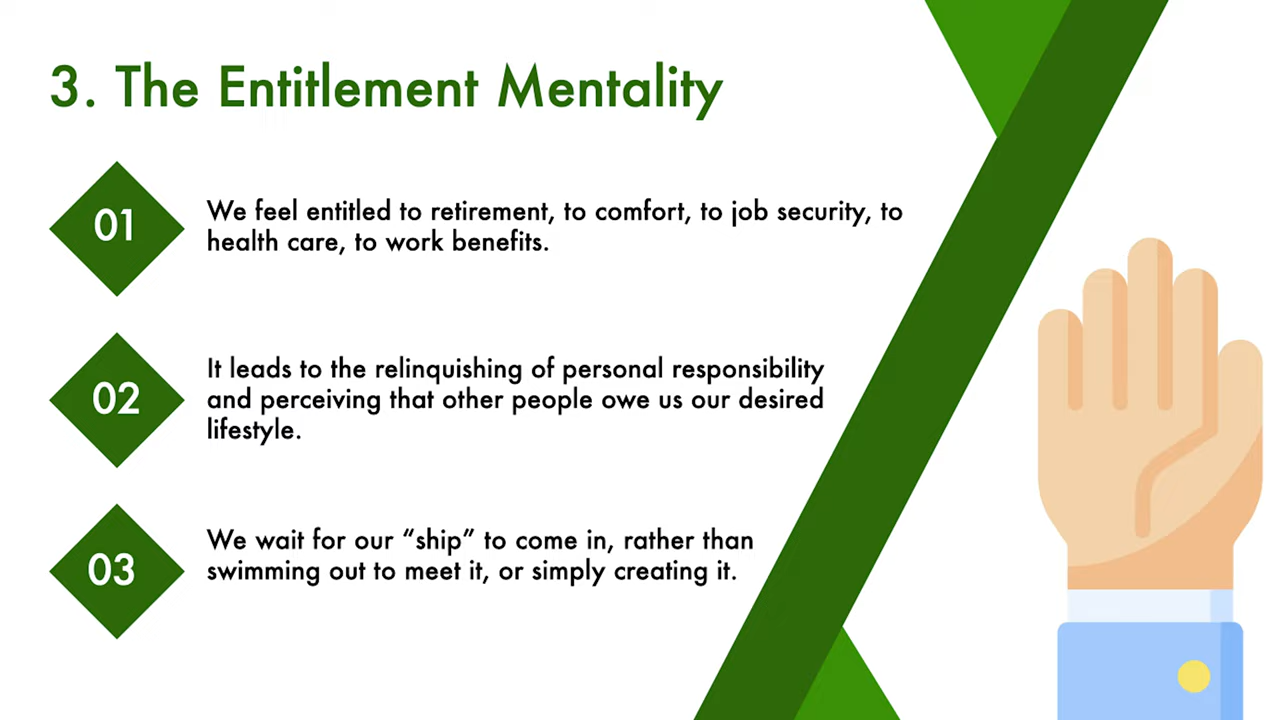 3. The Entitlement Mentality
01
We feel entitled to retirement, to comfort, to job security, to
health care, to work benefits.
02
It leads to the relinquishing of personal responsibility
and perceiving that other people owe us our desired
lifestyle.
03
We wait for our “ship” to come in, rather than
swimming out to meet it, or simply creating it.